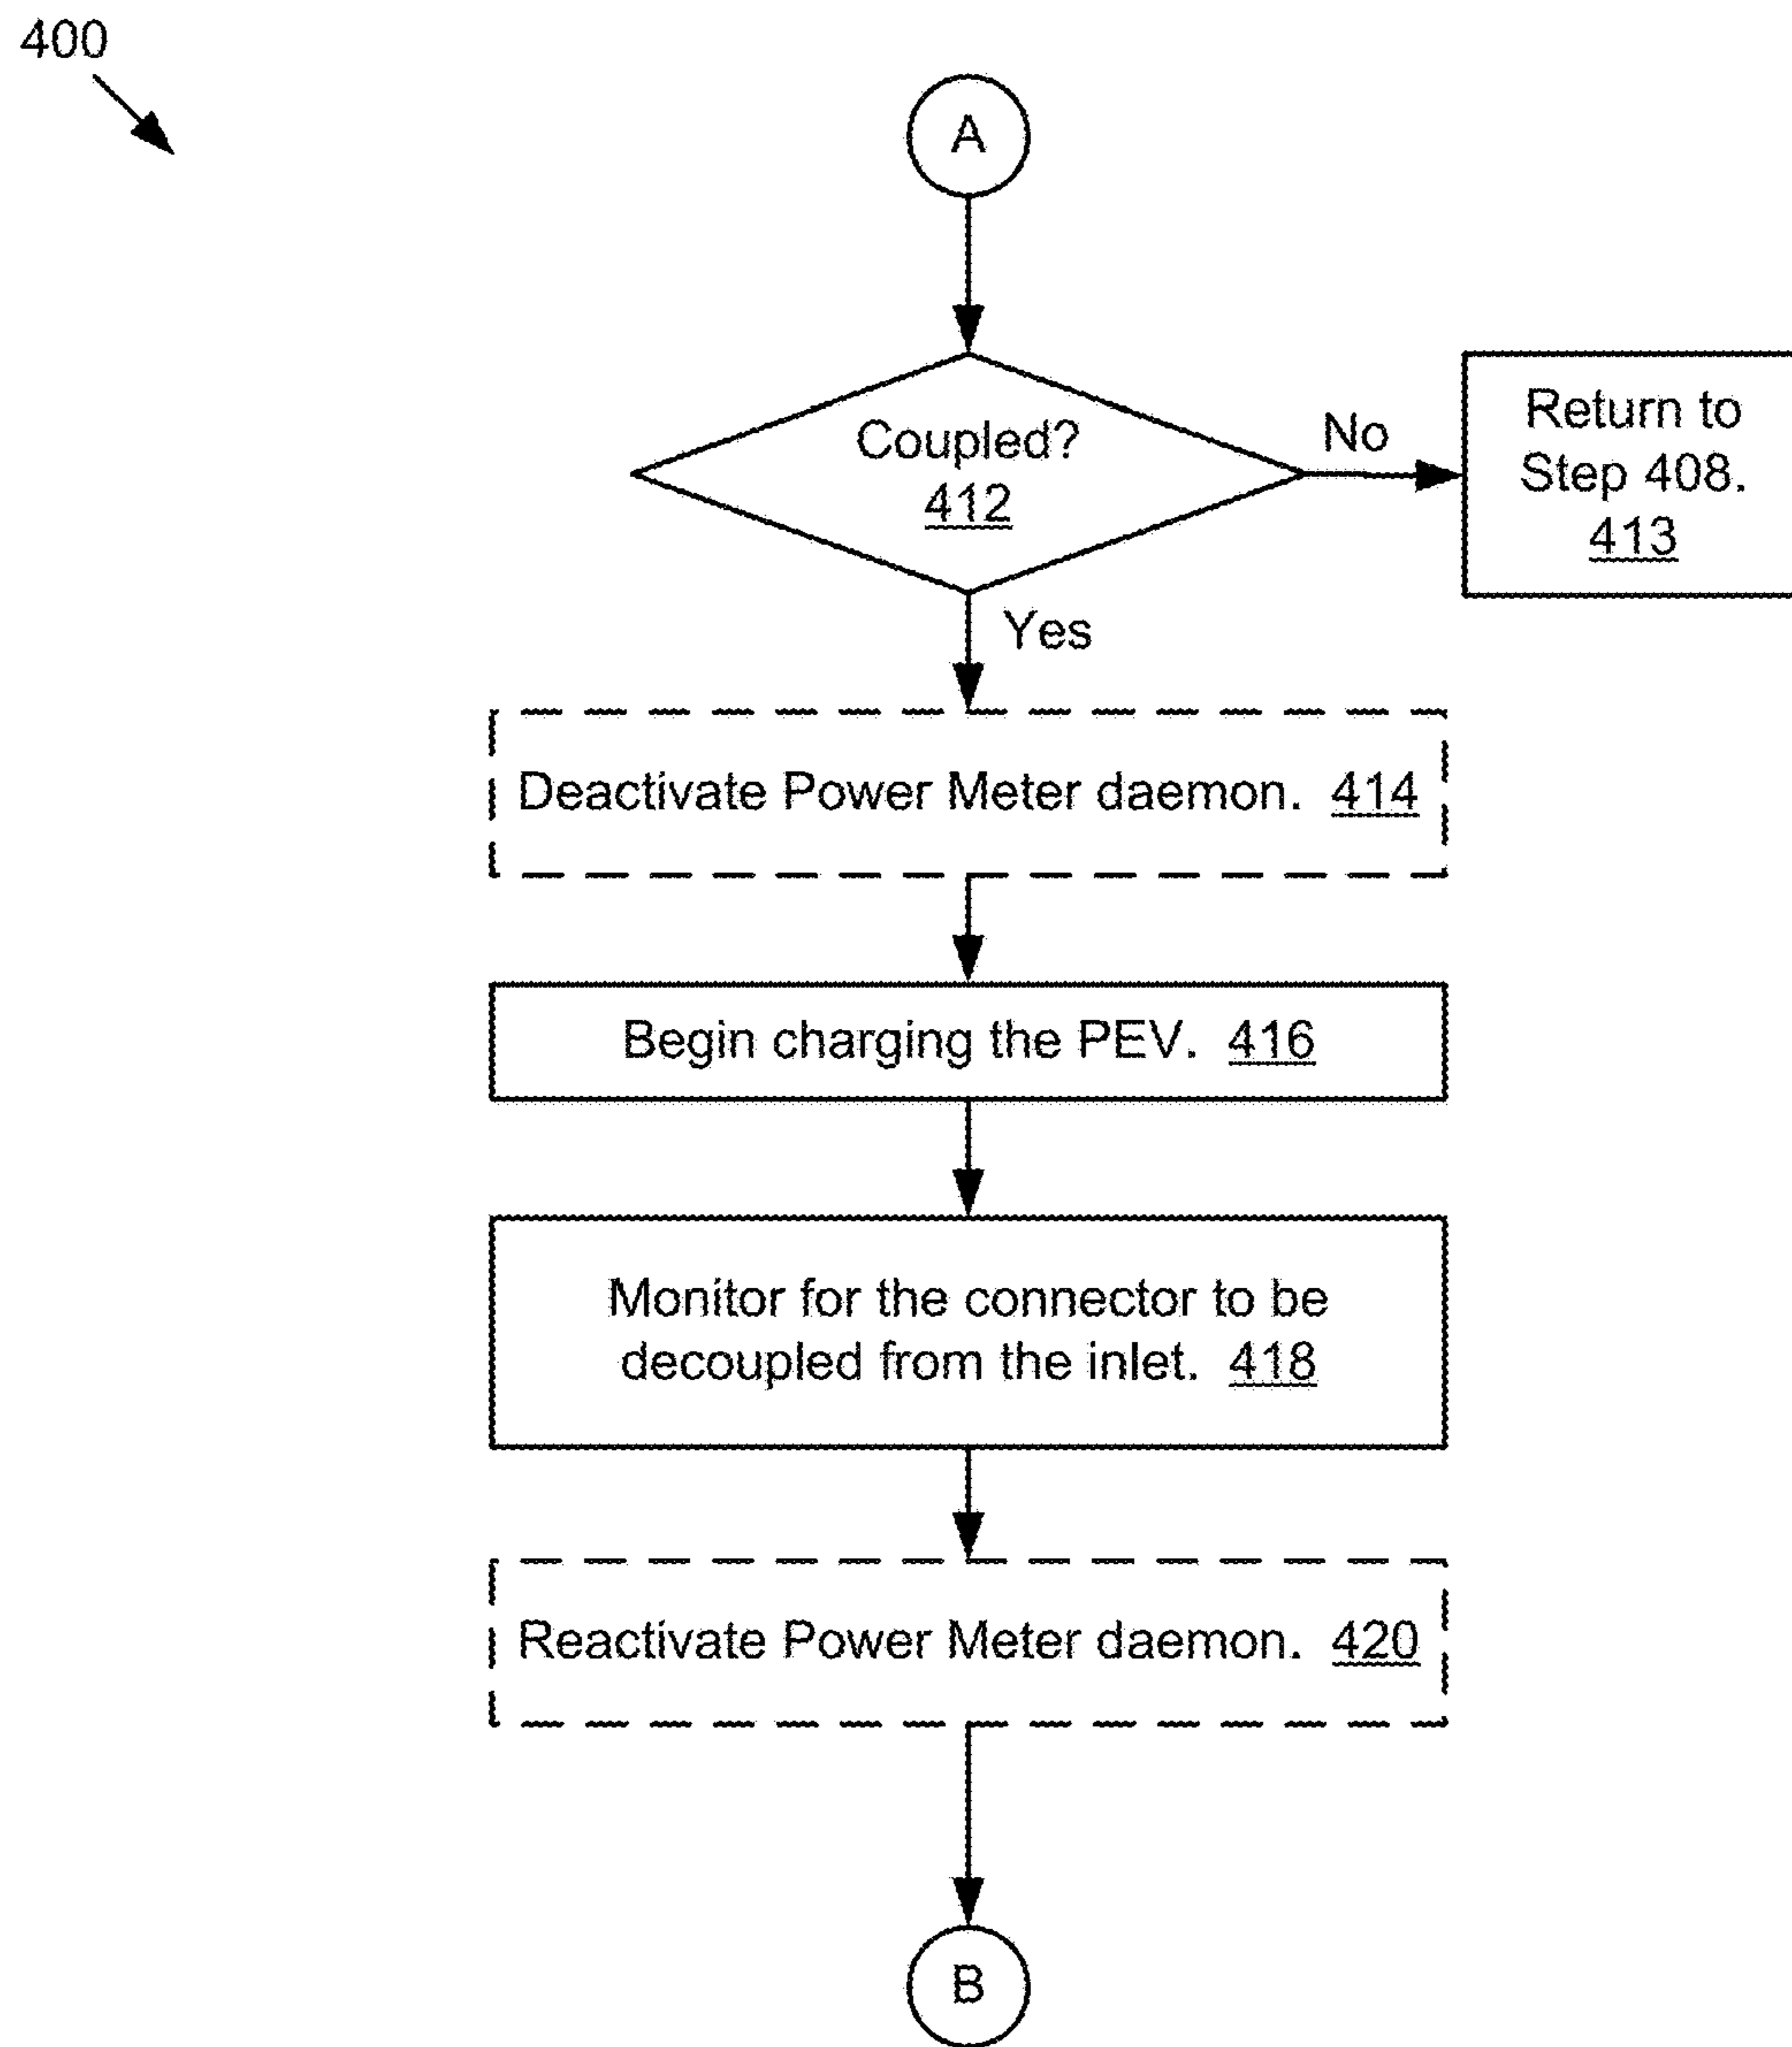 400
A
Coupled?
412
No
Return to
Step 408.
413
Yes
Deactivate Power Meter daemon. 414
Begin charging the PEV. 416
Monitor for the connector to be
decoupled from the inlet. 418
Reactivate Power Meter daemon. 420
B